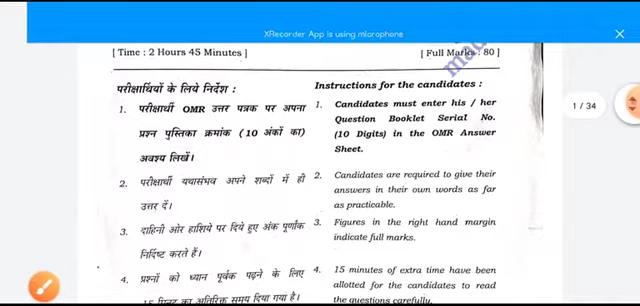 XRecorder App is using microphone
[ Time : 2 Hours 45 Minutes ]
[ Full Marks : 80 ]
1 / 34
परीक्षार्थियों के लिये निर्देश :
1. परीक्षार्थी OMR उत्तर पत्रक पर अपना
प्रश्न पुस्तिका क्रमांक (10 अंकों का)
अवश्य लिखें।
2. परीक्षार्थी यथासंभव अपने शब्दों में ही
उत्तर दें।
3. दाहिनी ओर हाशिये पर दिये हुए अंक पूर्णांक
निर्दिष्ट करते हैं।
4. प्रश्नों को ध्यान पूर्वक पढ़ने के लिए
15 मिनट का अतिरिक्त समय दिया गया है।
Instructions for the candidates :
1. Candidates must enter his / her
Question Booklet Serial No.
(10 Digits) in the OMR Answer
Sheet.
2. Candidates are required to give their
answers in their own words as far
as practicable.
3. Figures in the right hand margin
indicate full marks.
4. 15 minutes of extra time have been
allotted for the candidates to read
the questions carefully.